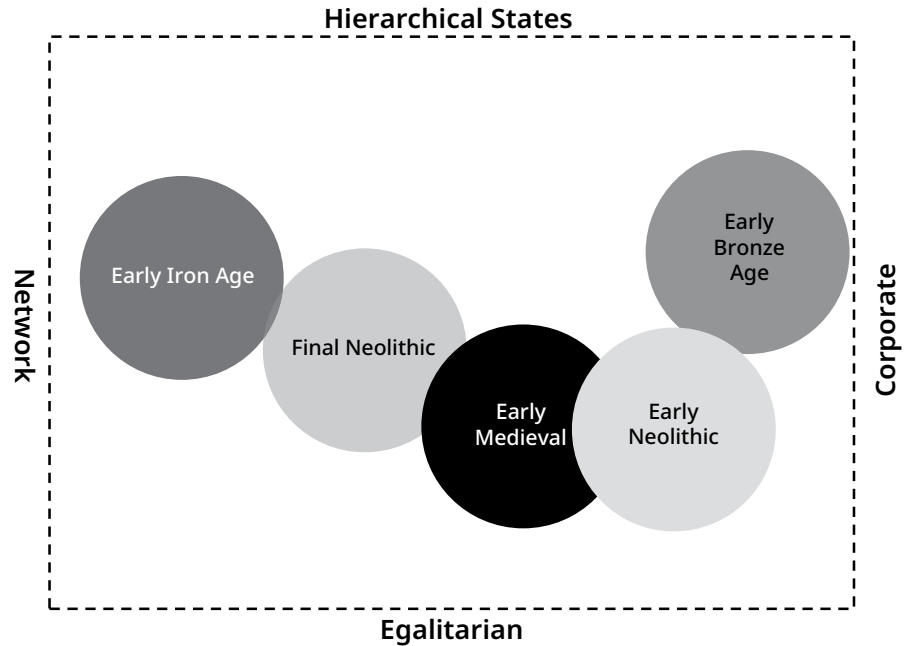 Hierarchical States
Early
Bronze
Age
Early Iron Age
Network
Corporate
Final Neolithic
Early
Medieval
Early
Neolithic
Egalitarian